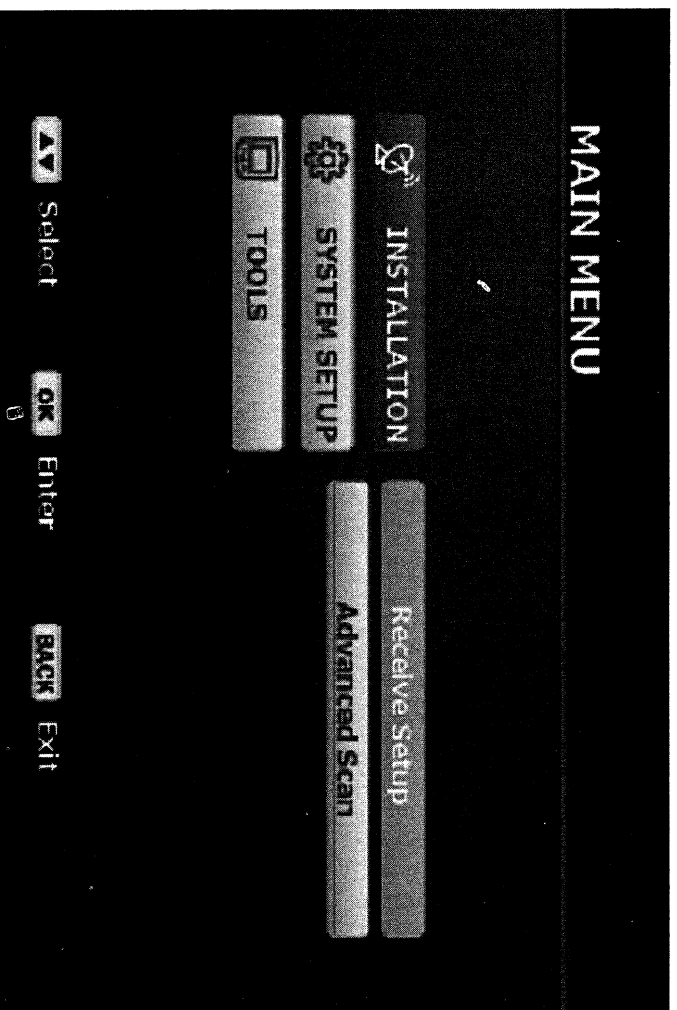 MAIN MENU
INSTALLATION
SYSTEM SETUP
TOOLS
Receive Setup
Advanced Scan
▲▼ Select OK Enter BACK Exit